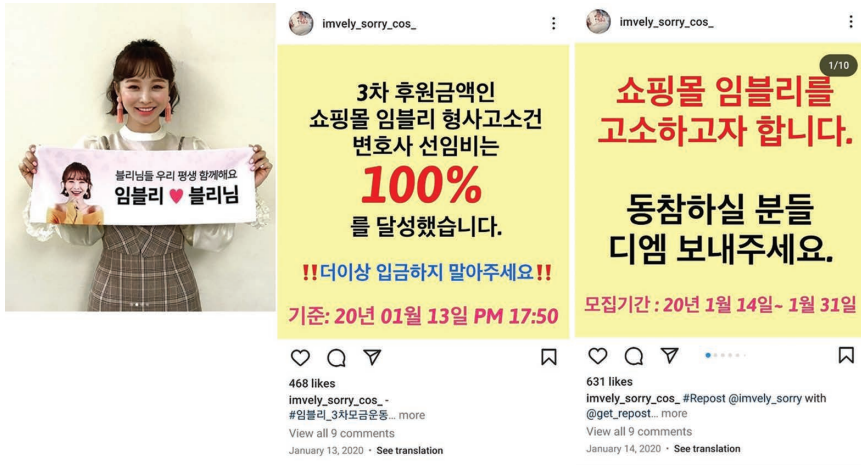 블리님들 우리 평생 함께해요
임블리 ♥ 블리님
imvely_sorry_cos_
3차 후원금액인
쇼핑몰 임블리 형사고소건
변호사 선임비는
100%
를 달성했습니다.
!!더이상 입금하지 말아주세요!!
기준: 20년 01월 13일 PM 17:50
468 likes
imvely_sorry_cos_ -
#임블리_3차모금운동... more
View all 9 comments
January 13, 2020 • See translation
imvely_sorry_cos_
1/10
쇼핑몰 임블리를
고소하고자 합니다.
동참하실 분들
디엠 보내주세요.
모집기간 : 20년 1월 14일~ 1월 31일
631 likes
imvely_sorry_cos_ #Repost @imvely_sorry with
@get_repost... more
View all 9 comments
January 14, 2020 • See translation